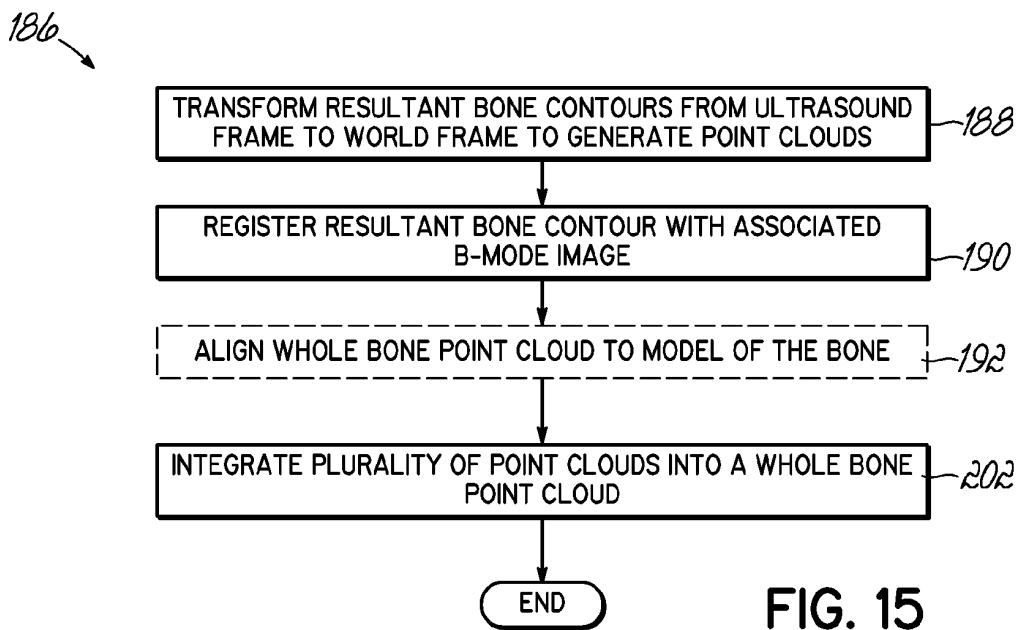 186
TRANSFORM RESULTANT BONE CONTOURS FROM ULTRASOUND
FRAME TO WORLD FRAME TO GENERATE POINT CLOUDS
188
REGISTER RESULTANT BONE CONTOUR WITH ASSOCIATED
B-MODE IMAGE
190
ALIGN WHOLE BONE POINT CLOUD TO MODEL OF THE BONE
192
INTEGRATE PLURALITY OF POINT CLOUDS INTO A WHOLE BONE
POINT CLOUD
202
END
FIG. 15